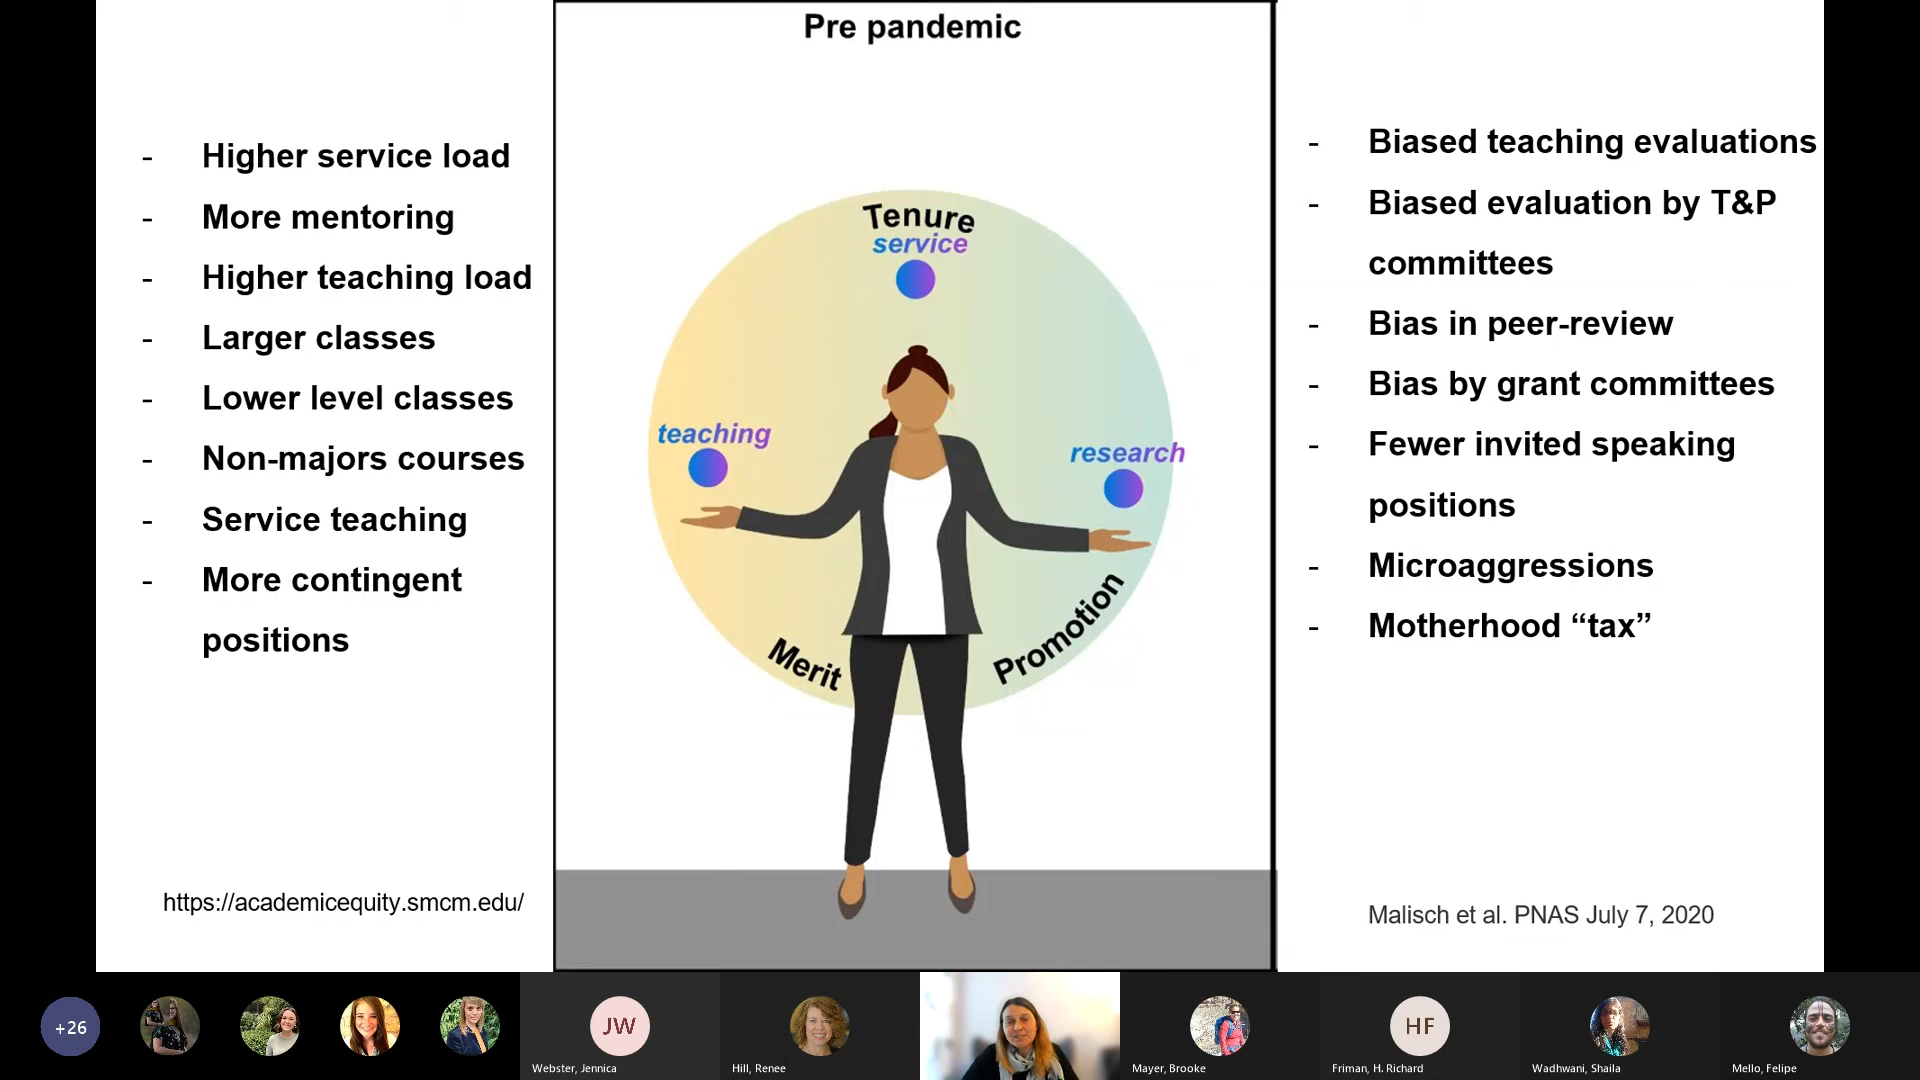 Pre pandemic
- Higher service load
- More mentoring
- Higher teaching load
- Larger classes
- Lower level classes
- Non-majors courses
- Service teaching
- More contingent
positions
https://academicequity.smcm.edu/
Tenure
service
teaching
research
Merit
Promotion
- Biased teaching evaluations
- Biased evaluation by T&P
committees
- Bias in peer-review
- Bias by grant committees
- Fewer invited speaking
positions
- Microaggressions
- Motherhood “tax”
Malisch et al. PNAS July 7, 2020
+26
JW
HF
Webster, Jennica
Hill, Renee
Mayer, Brooke
Friman, H. Richard
Wadhwani, Shaila
Mello, Felipe